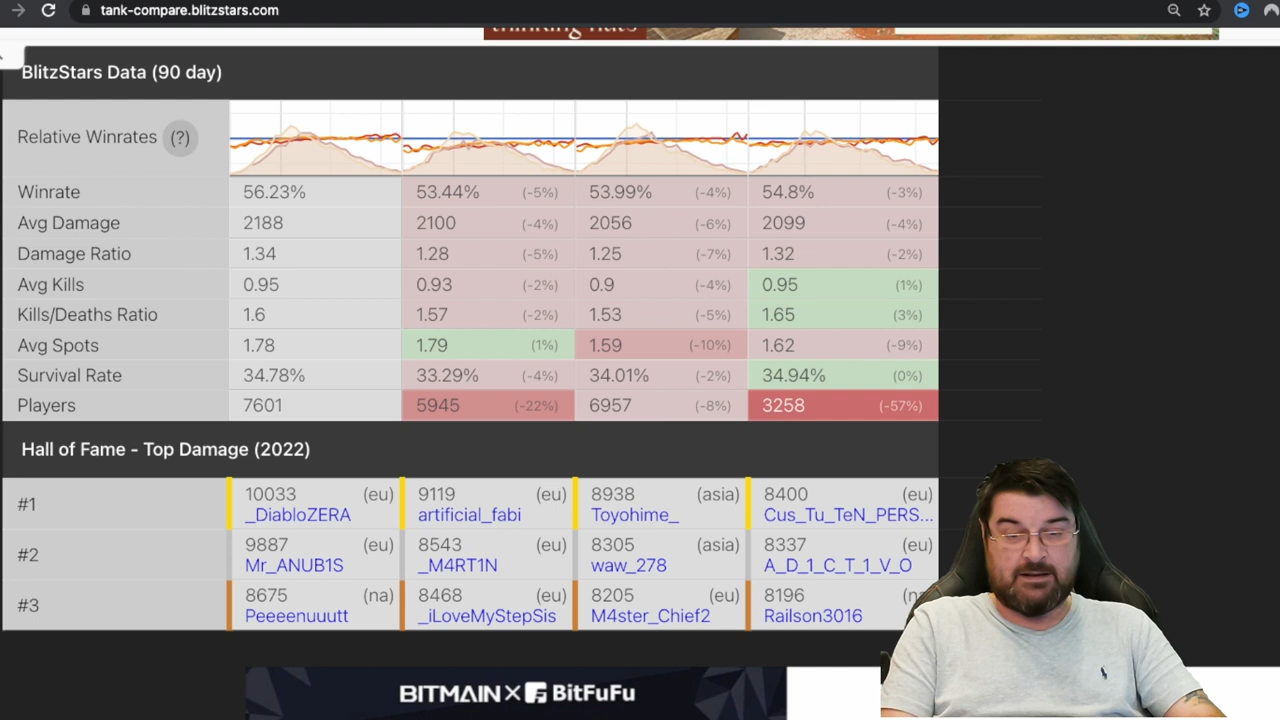 tank-compare.blitzstars.com
thinking nuts
BlitzStars Data (90 day)
Relative Winrates (?)
Winrate 56.23% 53.44% (-5%) 53.99% (-4%) 54.8% (-3%)
Avg Damage 2188 2100 (-4%) 2056 (-6%) 2099 (-4%)
Damage Ratio 1.34 1.28 (-5%) 1.25 (-7%) 1.32 (-2%)
Avg Kills 0.95 0.93 (-2%) 0.9 (-4%) 0.95 (1%)
Kills/Deaths Ratio 1.6 1.57 (-2%) 1.53 (-5%) 1.65 (3%)
Avg Spots 1.78 1.79 (1%) 1.59 (-10%) 1.62 (-9%)
Survival Rate 34.78% 33.29% (-4%) 34.01% (-2%) 34.94% (0%)
Players 7601 5945 (-22%) 6957 (-8%) 3258 (-57%)
Hall of Fame - Top Damage (2022)
#1 10033 (eu) 9119 (eu) 8938 (asia) 8400 (eu)
_DiabloZERA artificial_fabi Toyohime_ Cus_Tu_TeN_PERS...
#2 9887 (eu) 8543 (eu) 8305 (asia) 8337 (eu)
Mr_ANUB1S _M4RT1N waw_278 A_D_1_C_T_1_V_O
#3 8675 (na) 8468 (eu) 8205 (eu) 8196
Peeeenuuutt _iLoveMyStepSis M4ster_Chief2 Railson3016
BITMAIN X BitFuFu